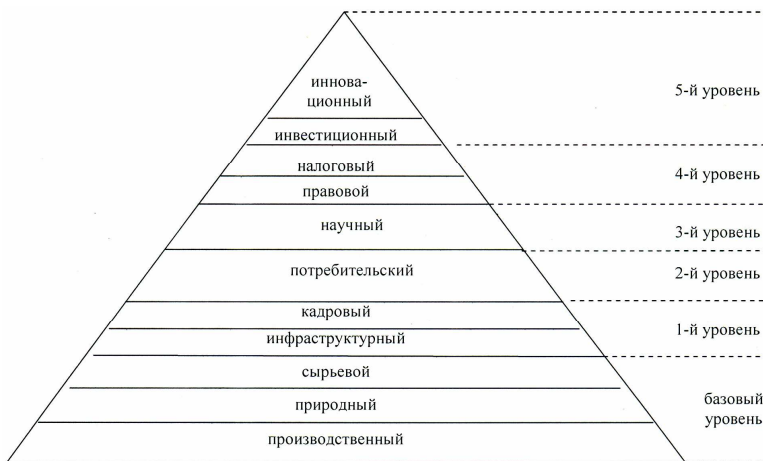 иннова-
ционный
5-й уровень
инвестиционный
налоговый
4-й уровень
правовой
научный
3-й уровень
потребительский
2-й уровень
кадровый
1-й уровень
инфраструктурный
сырьевой
базовый
уровень
природный
производственный